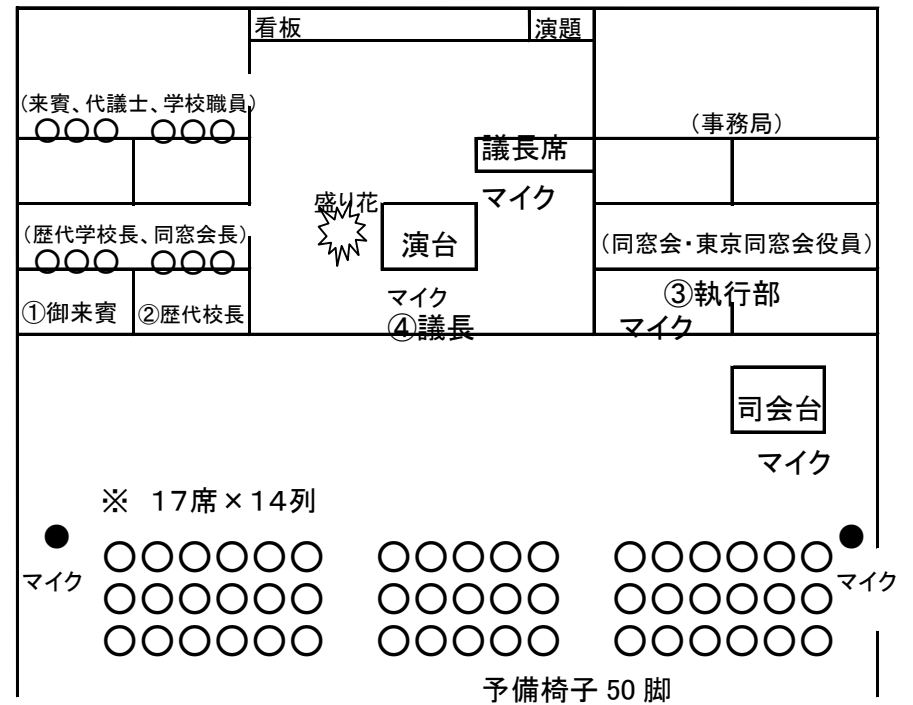 看板
演題
（来賓、代議士、学校職員）
（事務局）
議長席
マイク
盛り花
演台
（歴代学校長、同窓会長）
（同窓会・東京同窓会役員）
①御来賓
②歴代校長
マイク
④議長
③執行部
マイク
司会台
マイク
※　１７席×１４列
マイク
マイク
予備椅子 50 脚